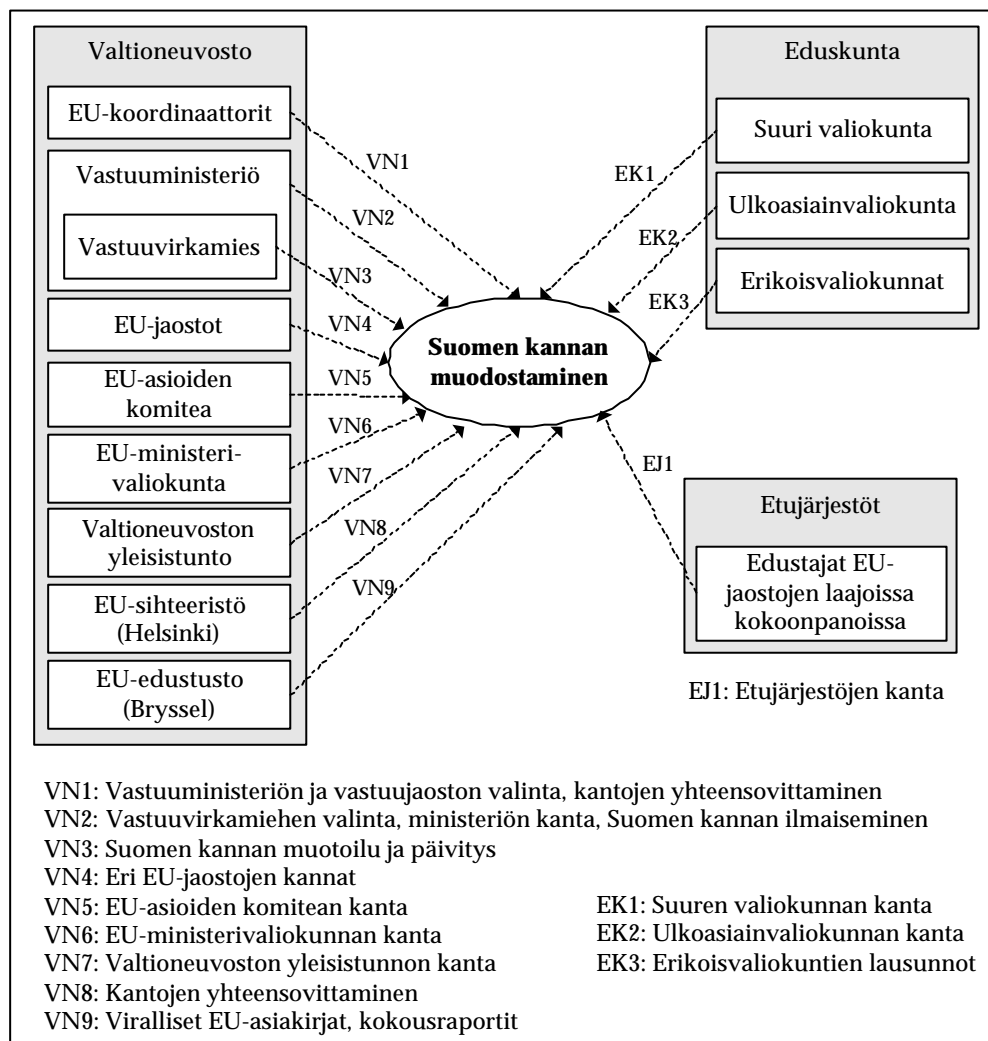 Valtioneuvosto
EU-koordinaattorit
Vastuuministeriö
Vastuuvirkamies
EU-jaostot
EU-asioiden
komitea
EU-ministeri-
valiokunta
Valtioneuvoston
yleisistunto
EU-sihteeristö
(Helsinki)
EU-edustusto
(Bryssel)
VN1
VN2
VN3
VN4
VN5
VN6
VN7
VN8
VN9
Suomen kannan
muodostaminen
Eduskunta
Suuri valiokunta
Ulkoasiainvaliokunta
Erikoisvaliokunnat
EK1
EK2
EK3
EJ1
Etujärjestöt
Edustajat EU-
jaostojen laajoissa
kokoonpanoissa
EJ1: Etujärjestöjen kanta
VN1: Vastuuministeriön ja vastuujaoston valinta, kantojen yhteensovittaminen
VN2: Vastuuvirkamiehen valinta, ministeriön kanta, Suomen kannan ilmaiseminen
VN3: Suomen kannan muotoilu ja päivitys
VN4: Eri EU-jaostojen kannat
VN5: EU-asioiden komitean kanta
VN6: EU-ministerivaliokunnan kanta
VN7: Valtioneuvoston yleisistunnon kanta
VN8: Kantojen yhteensovittaminen
VN9: Viralliset EU-asiakirjat, kokousraportit
EK1: Suuren valiokunnan kanta
EK2: Ulkoasiainvaliokunnan kanta
EK3: Erikoisvaliokuntien lausunnot